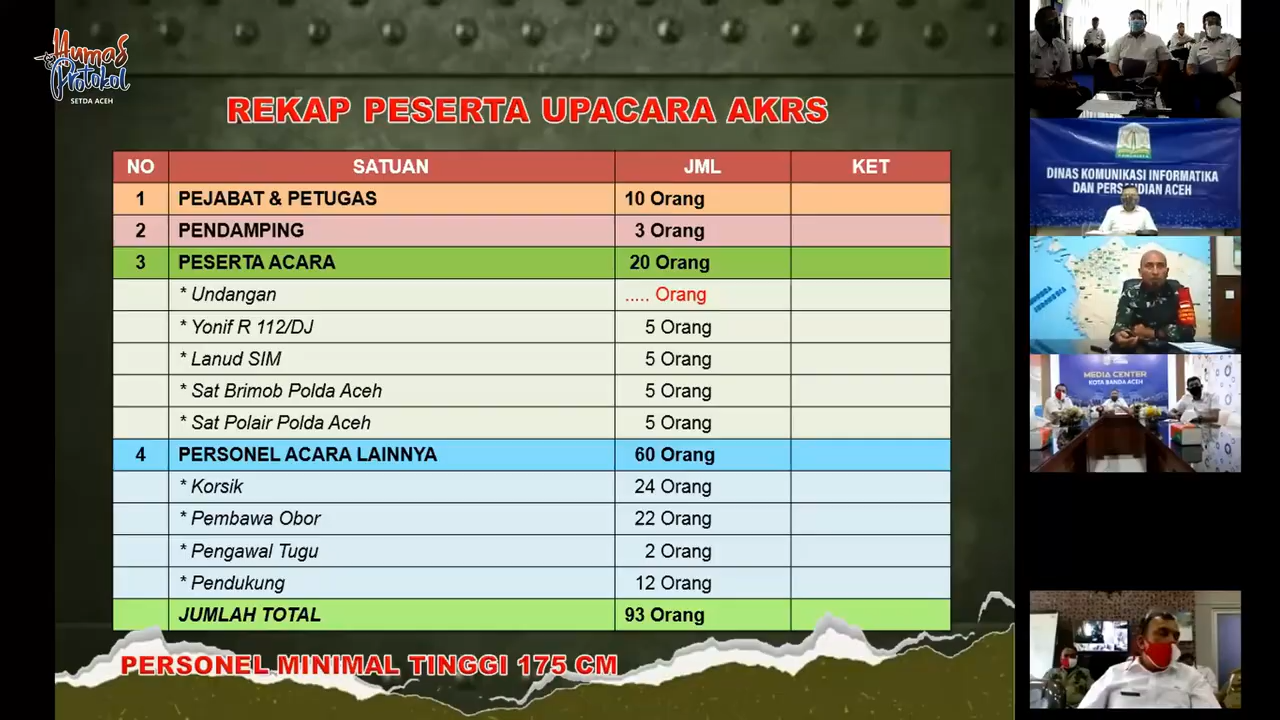 Humas
Protokol
SETDA ACEH
REKAP PESERTA UPACARA AKRS
NO SATUAN JML KET
1 PEJABAT & PETUGAS 10 Orang
2 PENDAMPING 3 Orang
3 PESERTA ACARA 20 Orang
* Undangan ..... Orang
* Yonif R 112/DJ 5 Orang
* Lanud SIM 5 Orang
* Sat Brimob Polda Aceh 5 Orang
* Sat Polair Polda Aceh 5 Orang
4 PERSONEL ACARA LAINNYA 60 Orang
* Korsik 24 Orang
* Pembawa Obor 22 Orang
* Pengawal Tugu 2 Orang
* Pendukung 12 Orang
JUMLAH TOTAL 93 Orang
PERSONEL MINIMAL TINGGI 175 CM
DINAS KOMUNIKASI INFORMATIKA
DAN PERSANDIAN ACEH
MEDIA CENTER
KOTA BANDA ACEH